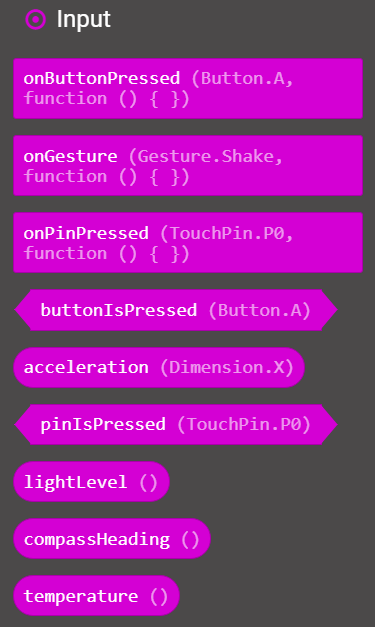 Input
onButtonPressed (Button.A,
function () { })
onGesture (Gesture.Shake,
function () { })
onPinPressed (TouchPin.P0,
function () { })
buttonIsPressed (Button.A)
acceleration (Dimension.X)
pinIsPressed (TouchPin.P0)
lightLevel ()
compassHeading ()
temperature ()